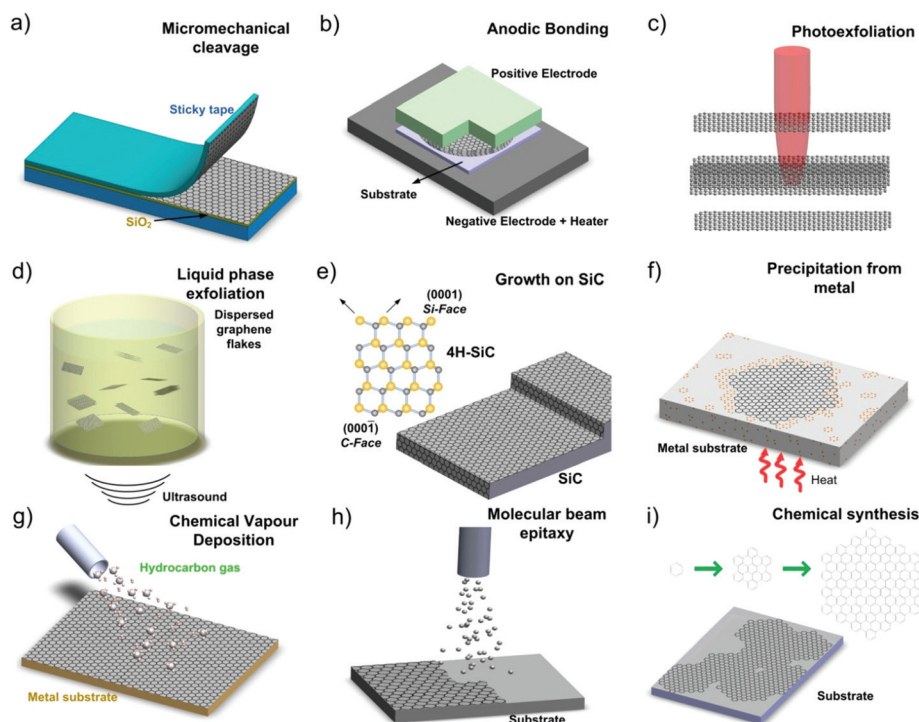 a)
Micromechanical
cleavage
Sticky tape
SiO₂
b)
Anodic Bonding
Positive Electrode
Substrate
Negative Electrode + Heater
c)
Photoexfoliation
d)
Liquid phase
exfoliation
Dispersed
graphene
flakes
Ultrasound
e)
Growth on SiC
(0001)
Si-Face
4H-SiC
(0001̅)
C-Face
SiC
f)
Precipitation from
metal
Metal substrate
Heat
g)
Chemical Vapour
Deposition
Hydrocarbon gas
Metal substrate
h)
Molecular beam
epitaxy
Substrate
i)
Chemical synthesis
Substrate